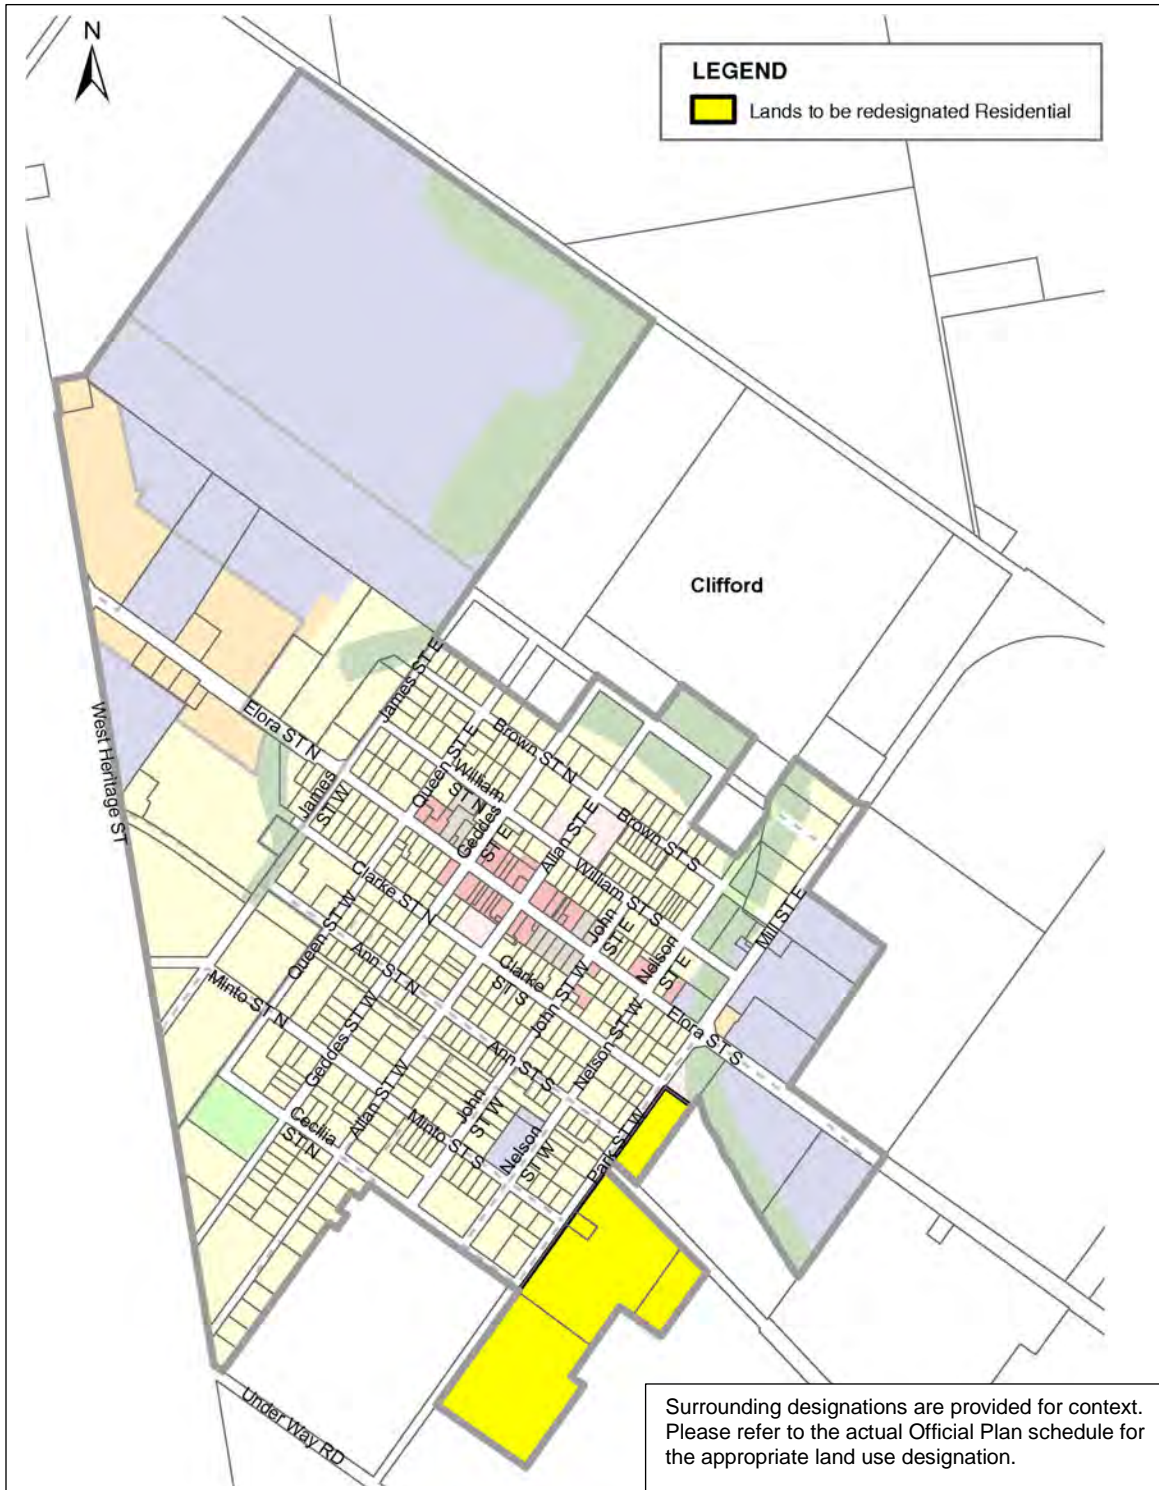 N
LEGEND
Lands to be redesignated Residential
Clifford
West Heritage ST
Elora ST N
James ST E
James
ST W
Queen ST E
William
ST N
Brown ST N
Geddes
ST E
Allan ST E
Brown ST S
William ST S
John
ST E
Nelson
ST E
Mill ST E
Elora ST S
Clarke ST N
Clarke
ST S
Queen ST W
Ann ST N
Geddes ST W
Minto ST N
Allan ST W
John ST W
Nelson ST W
Ann ST S
John
ST W
Minto ST S
Nelson
ST W
Park ST W
Cecilia
ST N
Under Way RD
Surrounding designations are provided for context.
Please refer to the actual Official Plan schedule for
the appropriate land use designation.